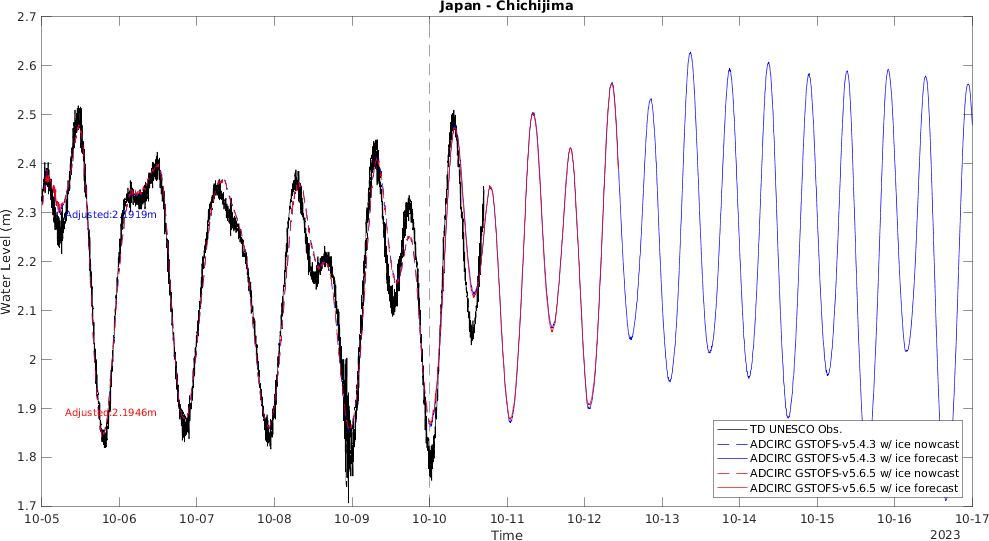 Japan - Chichijima
2.7
2.6
2.5
2.4
2.3
2.2
2.1
2
1.9
1.8
1.7
Water Level (m)
Adjusted:2.1919m
Adjusted:2.1946m
TD UNESCO Obs.
ADCIRC GSTOFS-v5.4.3 w/ ice nowcast
ADCIRC GSTOFS-v5.4.3 w/ ice forecast
ADCIRC GSTOFS-v5.6.5 w/ ice nowcast
ADCIRC GSTOFS-v5.6.5 w/ ice forecast
10-05 10-06 10-07 10-08 10-09 10-10 10-11 10-12 10-13 10-14 10-15 10-16 10-17
Time
2023